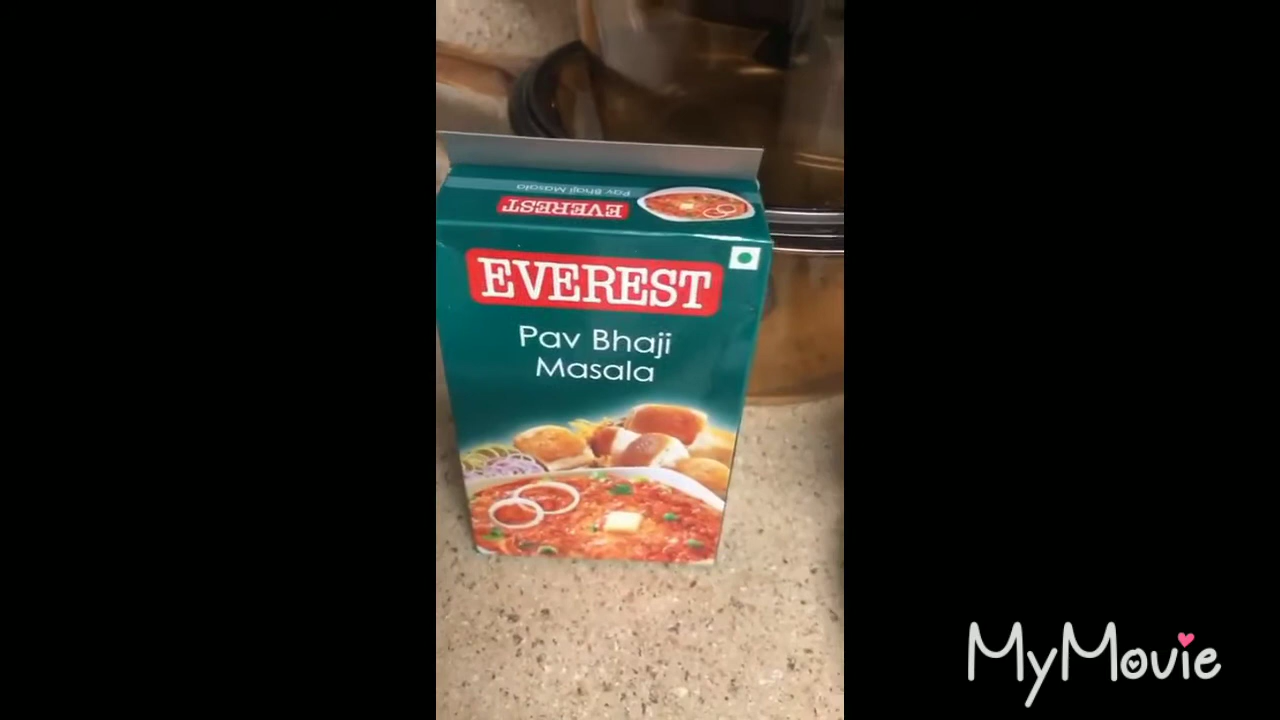 Pav Bhaji Masala
EVEREST
EVEREST
Pav Bhaji
Masala
MyMovie